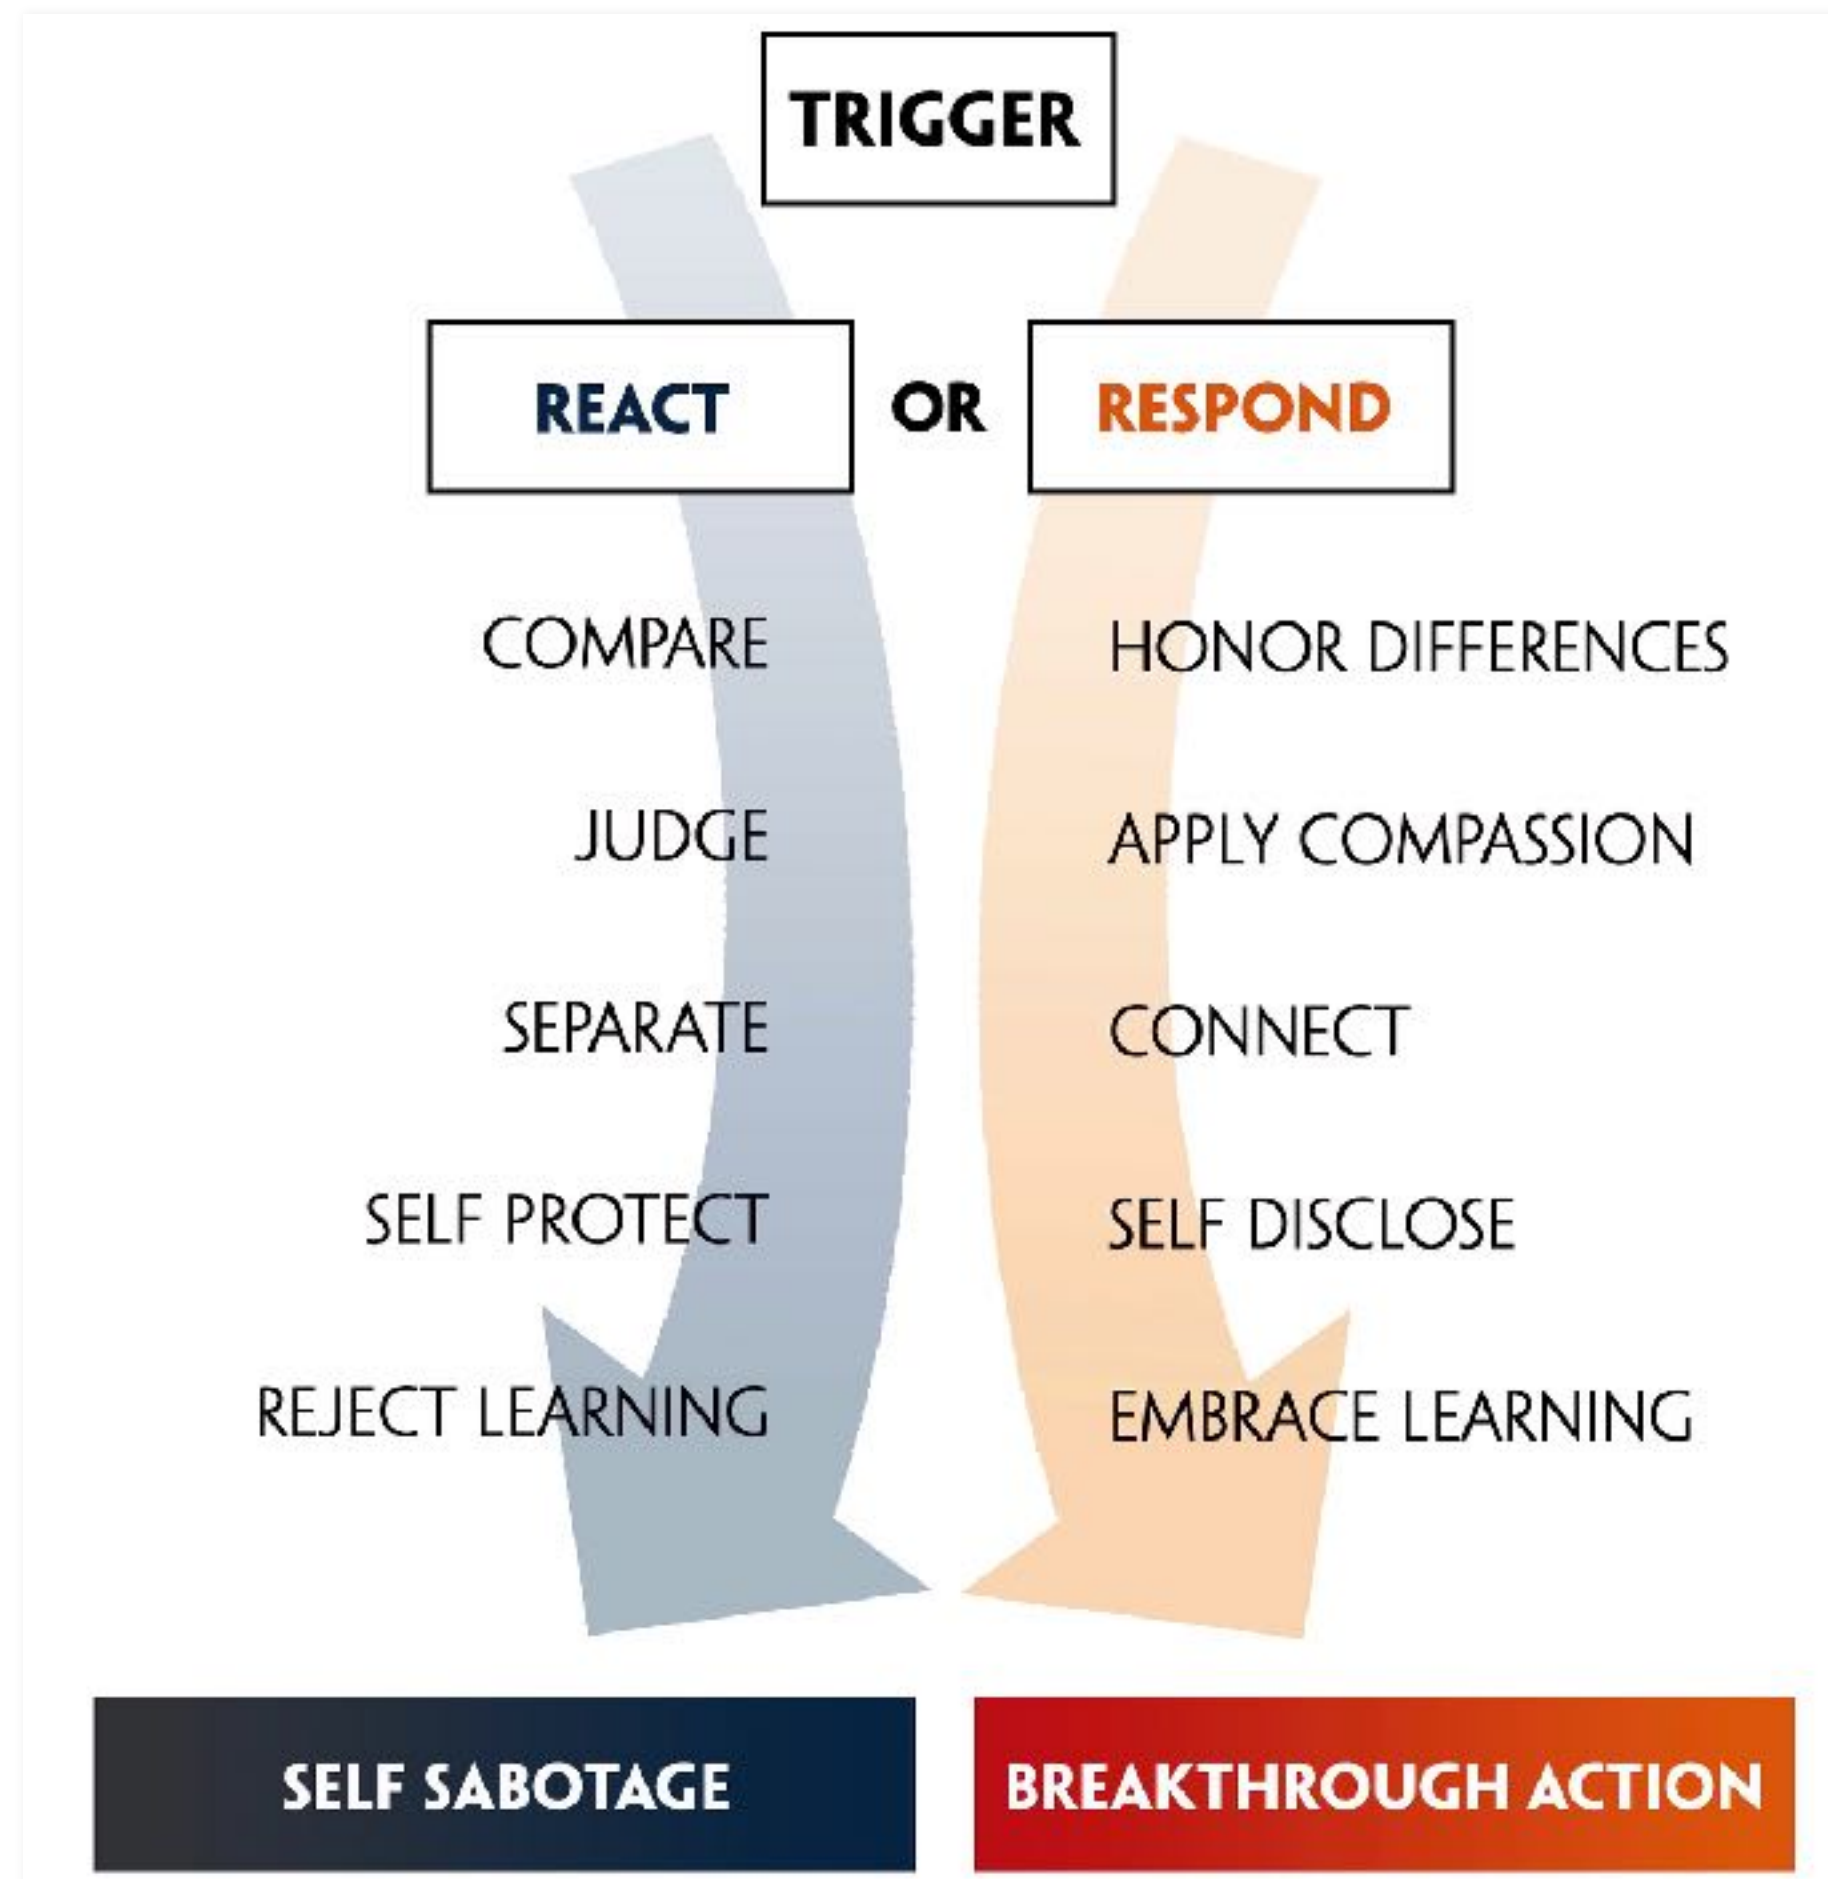 TRIGGER
REACT OR RESPOND
COMPARE
HONOR DIFFERENCES
JUDGE
APPLY COMPASSION
SEPARATE
CONNECT
SELF PROTECT
SELF DISCLOSE
REJECT LEARNING
EMBRACE LEARNING
SELF SABOTAGE
BREAKTHROUGH ACTION